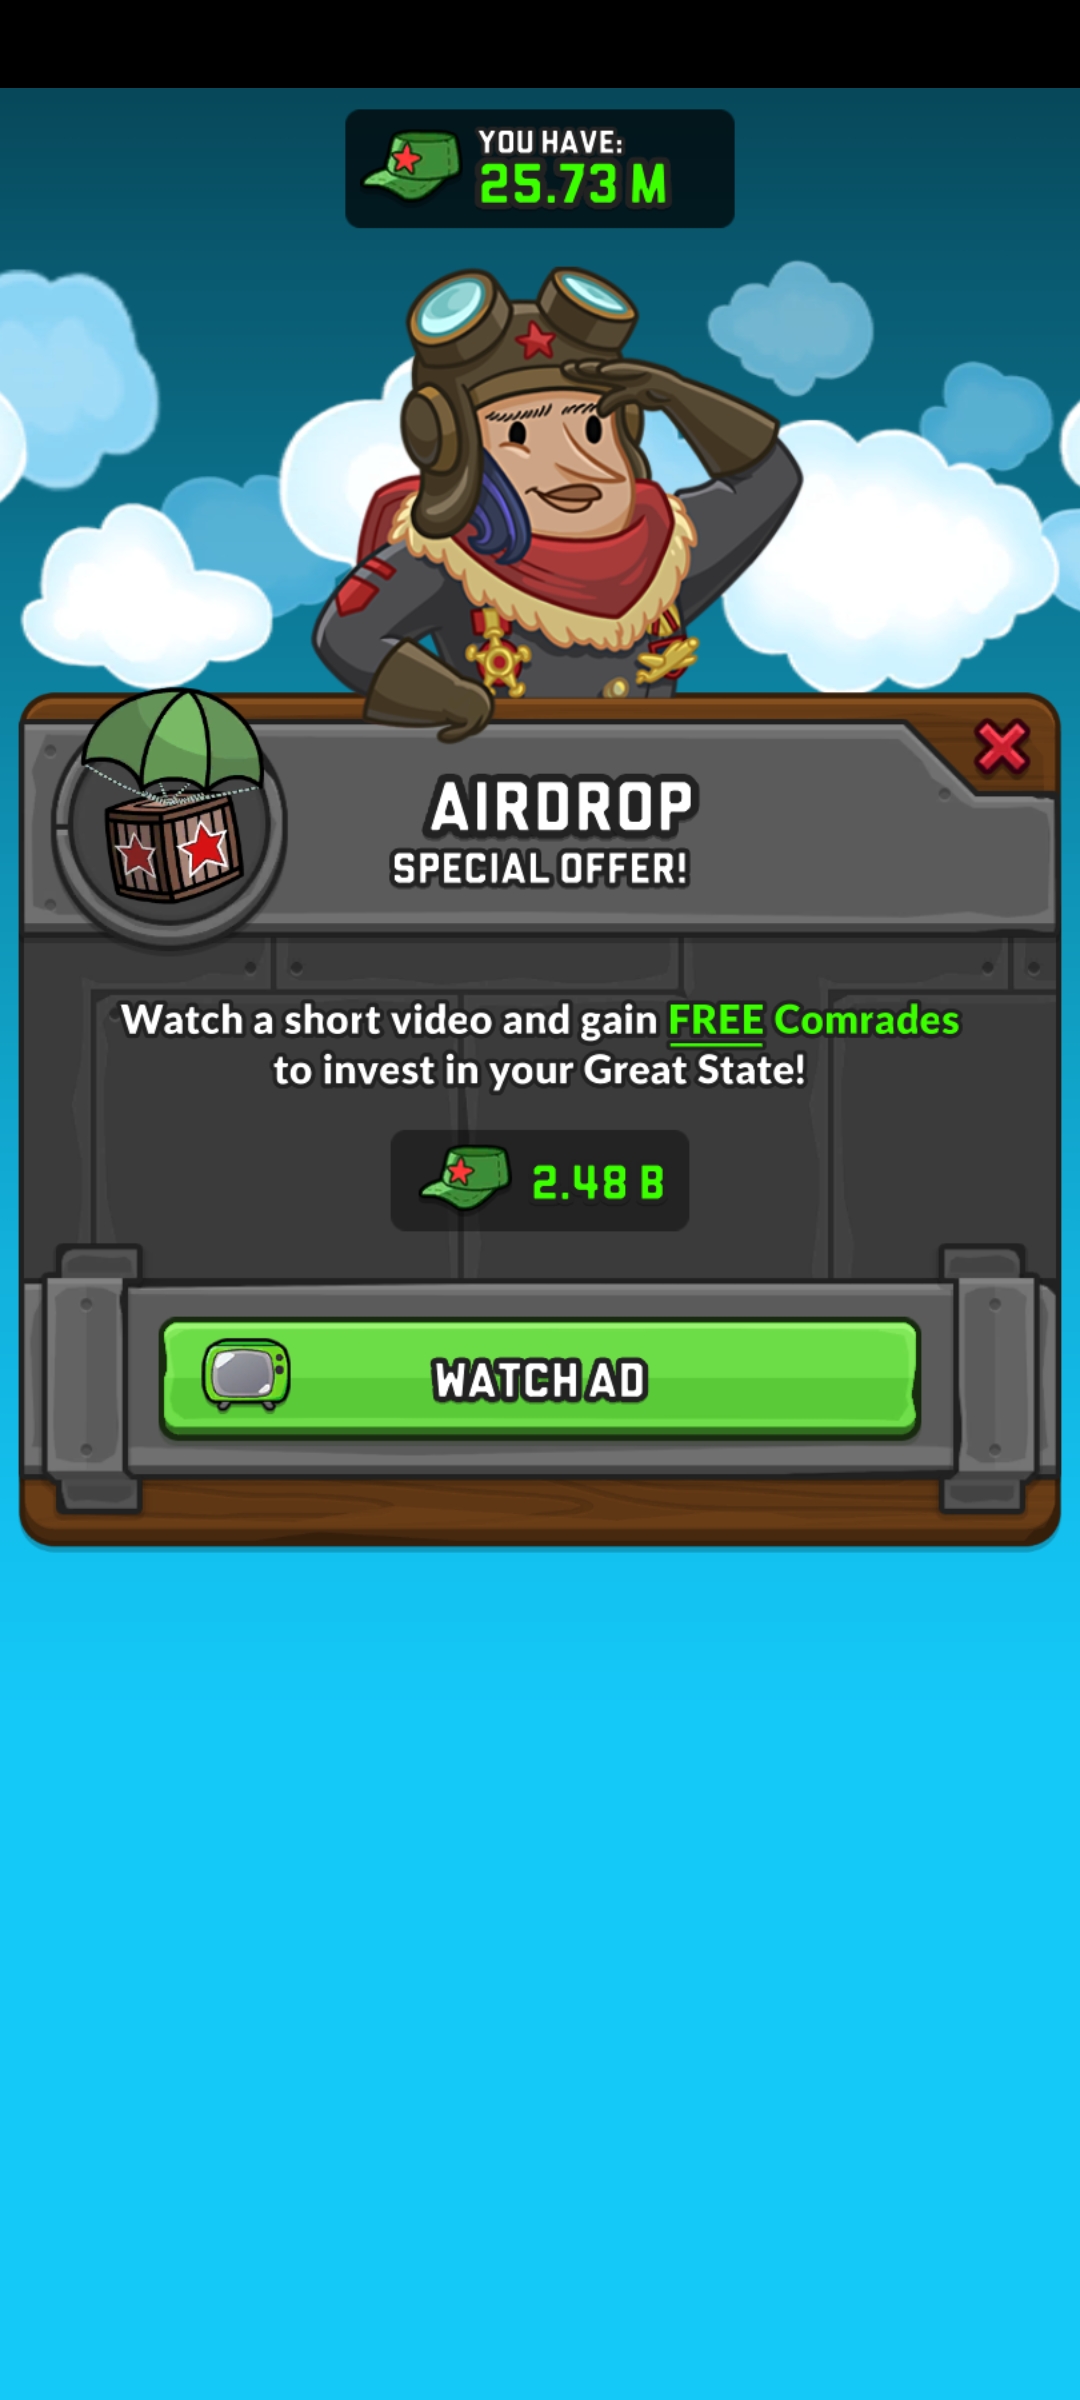 YOU HAVE:
25.73 M
AIRDROP
SPECIAL OFFER!
Watch a short video and gain FREE Comrades
to invest in your Great State!
2.48 B
WATCH AD